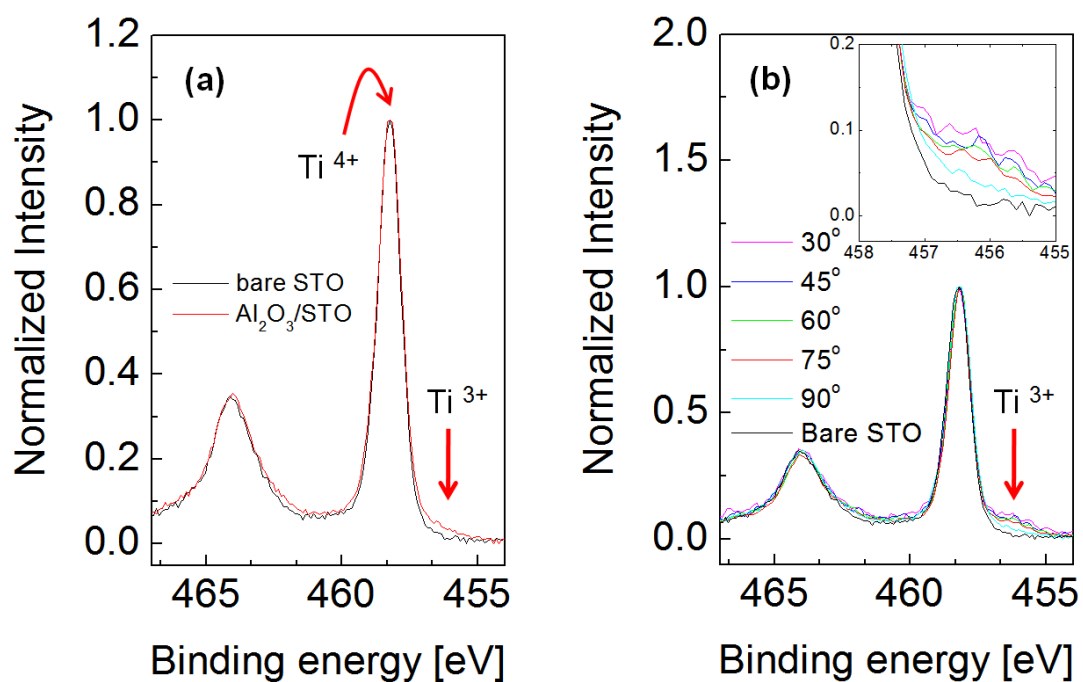 (a)
Normalized Intensity
1.2
1.0
0.8
0.6
0.4
0.2
0.0
Ti 4+
bare STO
Al2O3/STO
Ti 3+
465 460 455
Binding energy [eV]
(b)
Normalized Intensity
2.0
1.5
1.0
0.5
0.0
0.2
0.1
0.0
458 457 456 455
30°
45°
60°
75°
90°
Bare STO
Ti 3+
465 460 455
Binding energy [eV]